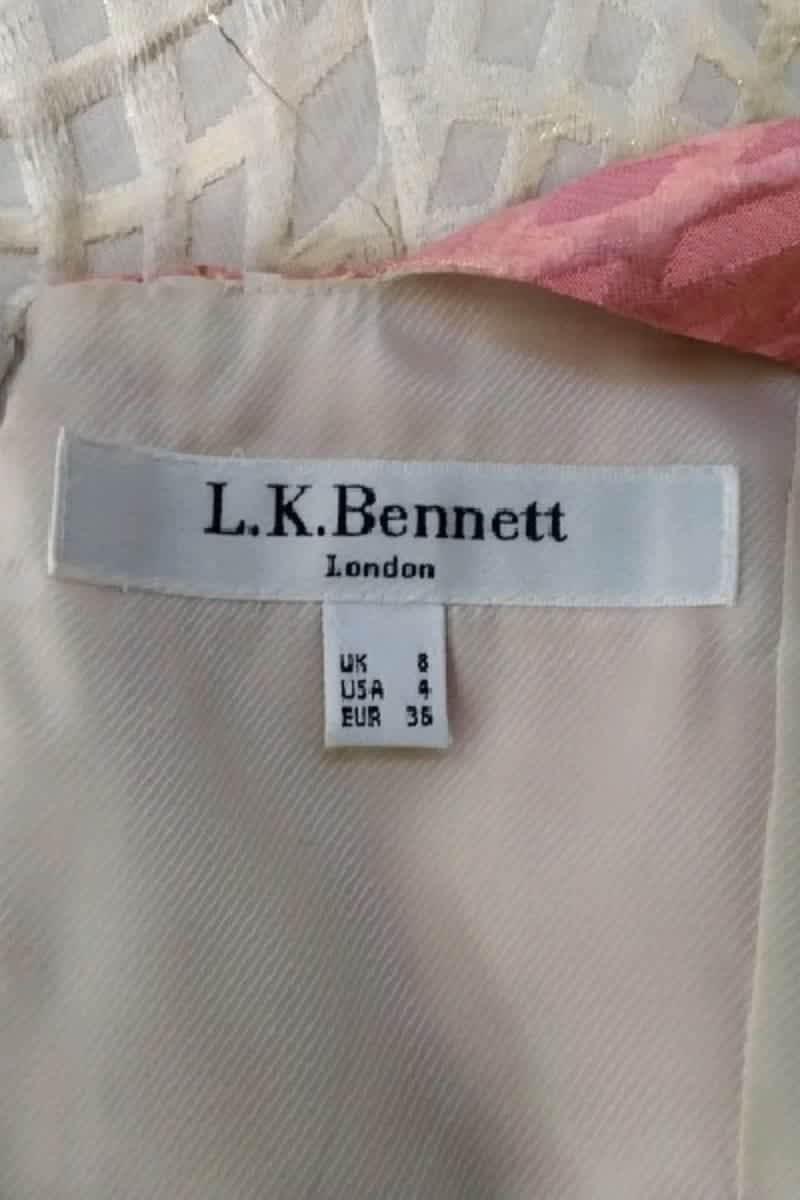 L.K.Bennett
London
UK 8
USA 4
EUR 36